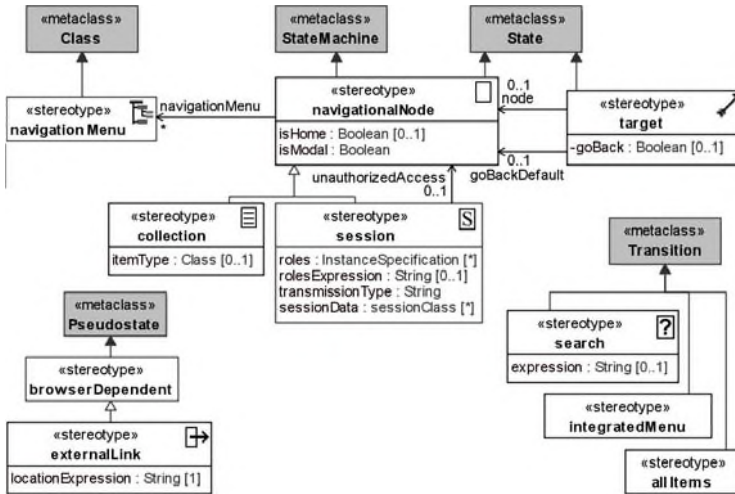 «metaclass»
Class
«metaclass»
StateMachine
«metaclass»
State
«stereotype»
navigation Menu
navigationMenu
*
«stereotype»
navigationalNode
isHome : Boolean [0..1]
isModal : Boolean
0..1
node
0..1
goBackDefault
«stereotype»
target
-goBack : Boolean [0..1]
unauthorizedAccess
0..1
«stereotype»
collection
itemType : Class [0..1]
«stereotype»
S
session
roles : InstanceSpecification [*]
rolesExpression : String [0..1]
transmissionType : String
sessionData : sessionClass [*]
«metaclass»
Transition
«stereotype»
?
search
expression : String [0..1]
«stereotype»
integratedMenu
«stereotype»
allItems
«metaclass»
Pseudostate
«stereotype»
browserDependent
«stereotype»
externalLink
locationExpression : String [1]